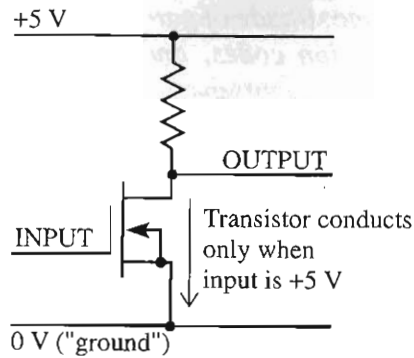 +5 V
OUTPUT
Transistor conducts
only when
input is +5 V
INPUT
0 V ("ground")